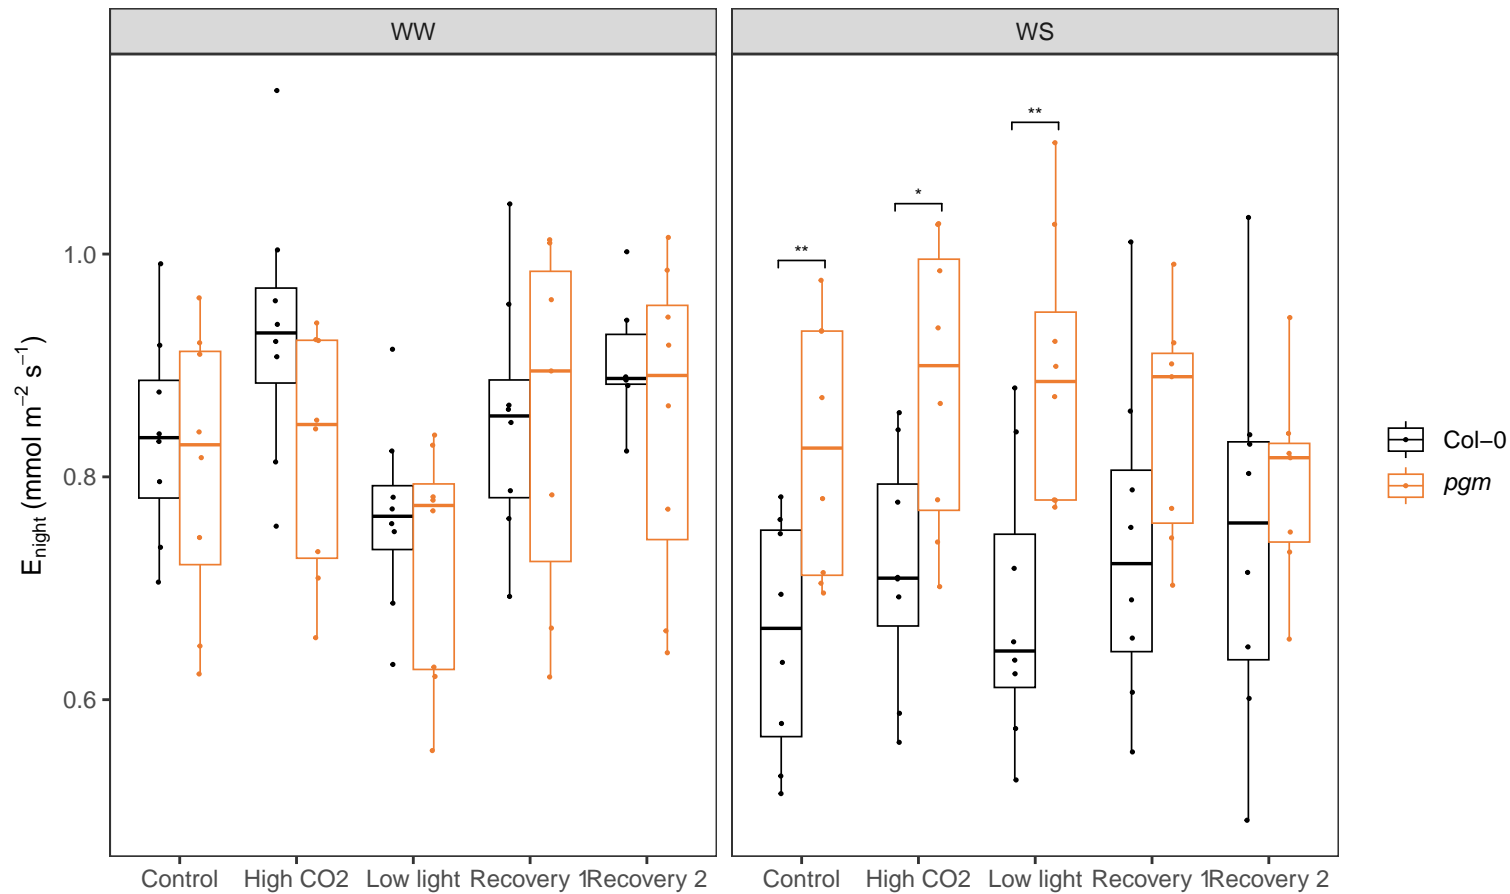 WW
WS
**
*
**
1.0
0.8
0.6
E_night (mmol m⁻² s⁻¹)
Control High CO2 Low light Recovery 1 Recovery 2
Control High CO2 Low light Recovery 1 Recovery 2
Col−0
pgm